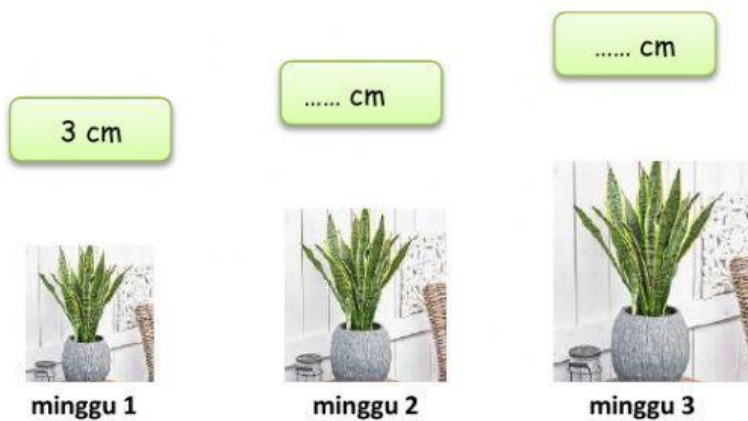 3 cm
...... cm
...... cm
minggu 1
minggu 2
minggu 3